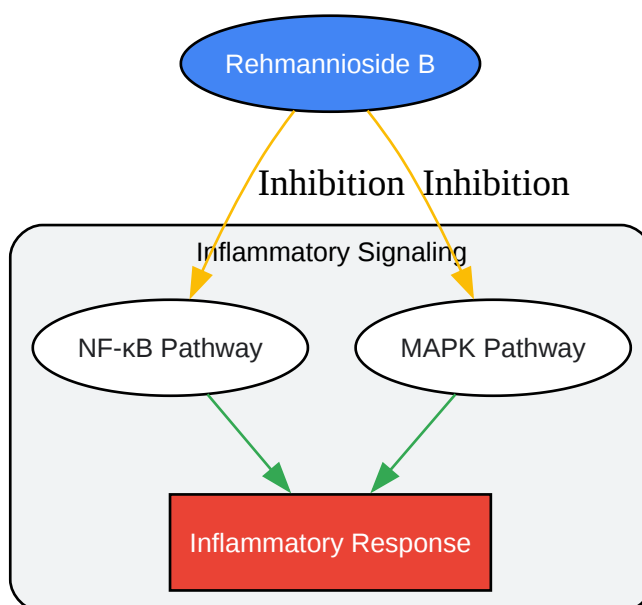 Rehmannioside B
Inhibition Inhibition
Inflammatory Signaling
NF-κB Pathway
MAPK Pathway
Inflammatory Response